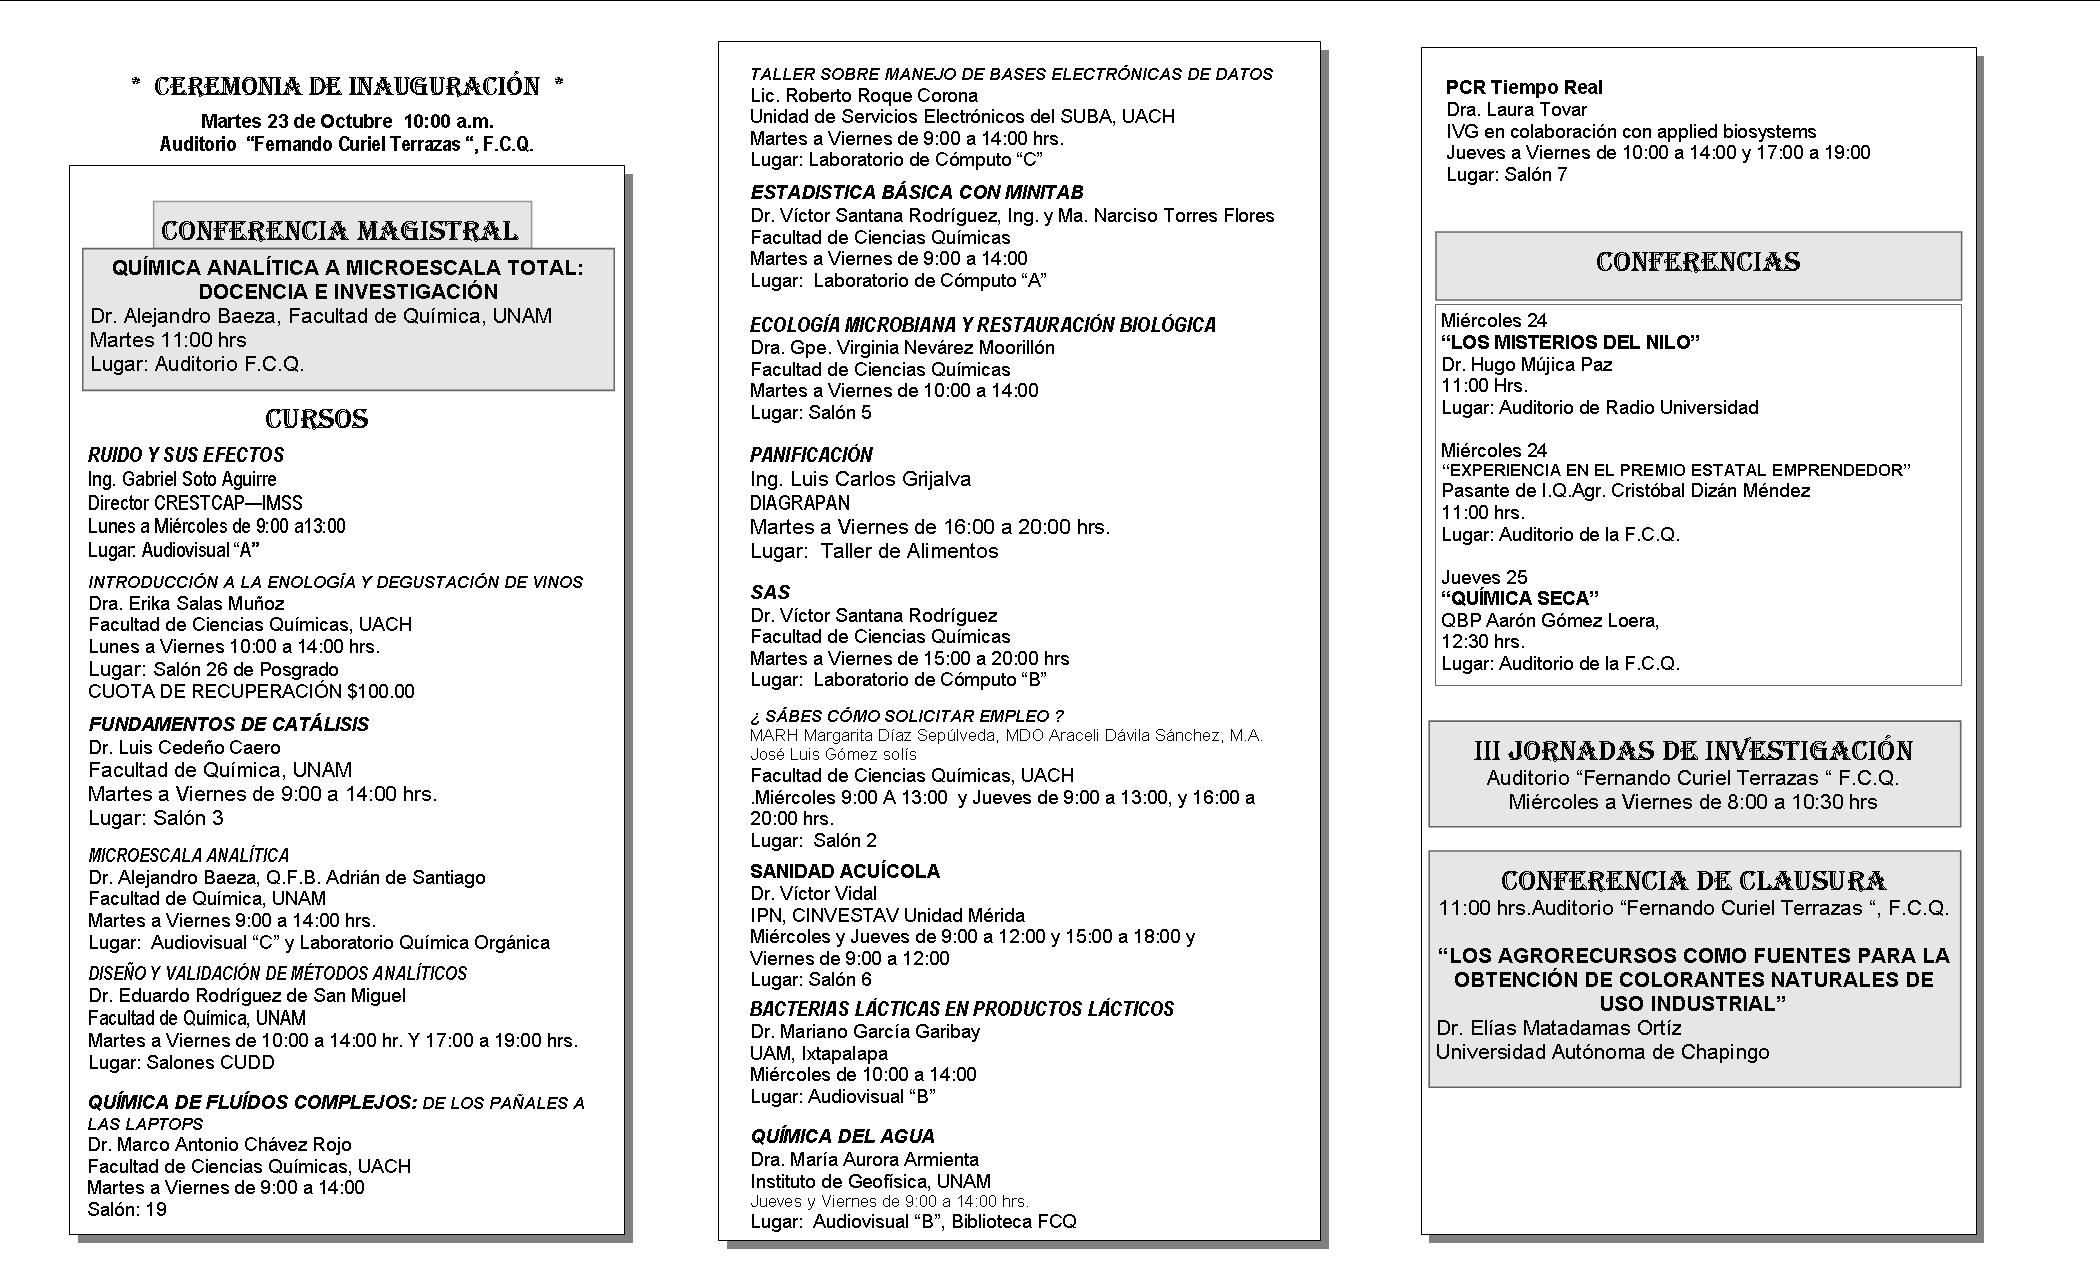 * CEREMONIA DE INAUGURACIÓN *
Martes 23 de Octubre 10:00 a.m.
Auditorio “Fernando Curiel Terrazas “, F.C.Q.
CONFERENCIA MAGISTRAL
QUÍMICA ANALÍTICA A MICROESCALA TOTAL:
DOCENCIA E INVESTIGACIÓN
Dr. Alejandro Baeza, Facultad de Química, UNAM
Martes 11:00 hrs
Lugar: Auditorio F.C.Q.
CURSOS
RUIDO Y SUS EFECTOS
Ing. Gabriel Soto Aguirre
Director CRESTCAP—IMSS
Lunes a Miércoles de 9:00 a13:00
Lugar: Audiovisual “A”
INTRODUCCIÓN A LA ENOLOGÍA Y DEGUSTACIÓN DE VINOS
Dra. Erika Salas Muñoz
Facultad de Ciencias Químicas, UACH
Lunes a Viernes 10:00 a 14:00 hrs.
Lugar: Salón 26 de Posgrado
CUOTA DE RECUPERACIÓN $100.00
FUNDAMENTOS DE CATÁLISIS
Dr. Luis Cedeño Caero
Facultad de Química, UNAM
Martes a Viernes de 9:00 a 14:00 hrs.
Lugar: Salón 3
MICROESCALA ANALÍTICA
Dr. Alejandro Baeza, Q.F.B. Adrián de Santiago
Facultad de Química, UNAM
Martes a Viernes 9:00 a 14:00 hrs.
Lugar: Audiovisual “C” y Laboratorio Química Orgánica
DISEÑO Y VALIDACIÓN DE MÉTODOS ANALÍTICOS
Dr. Eduardo Rodríguez de San Miguel
Facultad de Química, UNAM
Martes a Viernes de 10:00 a 14:00 hr. Y 17:00 a 19:00 hrs.
Lugar: Salones CUDD
QUÍMICA DE FLUÍDOS COMPLEJOS: DE LOS PAÑALES A
LAS LAPTOPS
Dr. Marco Antonio Chávez Rojo
Facultad de Ciencias Químicas, UACH
Martes a Viernes de 9:00 a 14:00
Salón: 19
TALLER SOBRE MANEJO DE BASES ELECTRÓNICAS DE DATOS
Lic. Roberto Roque Corona
Unidad de Servicios Electrónicos del SUBA, UACH
Martes a Viernes de 9:00 a 14:00 hrs.
Lugar: Laboratorio de Cómputo “C”
ESTADISTICA BÁSICA CON MINITAB
Dr. Víctor Santana Rodríguez, Ing. y Ma. Narciso Torres Flores
Facultad de Ciencias Químicas
Martes a Viernes de 9:00 a 14:00
Lugar: Laboratorio de Cómputo “A”
ECOLOGÍA MICROBIANA Y RESTAURACIÓN BIOLÓGICA
Dra. Gpe. Virginia Nevárez Moorillón
Facultad de Ciencias Químicas
Martes a Viernes de 10:00 a 14:00
Lugar: Salón 5
PANIFICACIÓN
Ing. Luis Carlos Grijalva
DIAGRAPAN
Martes a Viernes de 16:00 a 20:00 hrs.
Lugar: Taller de Alimentos
SAS
Dr. Víctor Santana Rodríguez
Facultad de Ciencias Químicas
Martes a Viernes de 15:00 a 20:00 hrs
Lugar: Laboratorio de Cómputo “B”
¿ SÁBES CÓMO SOLICITAR EMPLEO ?
MARH Margarita Díaz Sepúlveda, MDO Araceli Dávila Sánchez, M.A.
José Luis Gómez solís
Facultad de Ciencias Químicas, UACH
.Miércoles 9:00 A 13:00 y Jueves de 9:00 a 13:00, y 16:00 a
20:00 hrs.
Lugar: Salón 2
SANIDAD ACUÍCOLA
Dr. Víctor Vidal
IPN, CINVESTAV Unidad Mérida
Miércoles y Jueves de 9:00 a 12:00 y 15:00 a 18:00 y
Viernes de 9:00 a 12:00
Lugar: Salón 6
BACTERIAS LÁCTICAS EN PRODUCTOS LÁCTICOS
Dr. Mariano García Garibay
UAM, Ixtapalapa
Miércoles de 10:00 a 14:00
Lugar: Audiovisual “B”
QUÍMICA DEL AGUA
Dra. María Aurora Armienta
Instituto de Geofísica, UNAM
Jueves y Viernes de 9:00 a 14:00 hrs.
Lugar: Audiovisual “B”, Biblioteca FCQ
PCR Tiempo Real
Dra. Laura Tovar
IVG en colaboración con applied biosystems
Jueves a Viernes de 10:00 a 14:00 y 17:00 a 19:00
Lugar: Salón 7
CONFERENCIAS
Miércoles 24
“LOS MISTERIOS DEL NILO”
Dr. Hugo Mújica Paz
11:00 Hrs.
Lugar: Auditorio de Radio Universidad
Miércoles 24
“EXPERIENCIA EN EL PREMIO ESTATAL EMPRENDEDOR”
Pasante de I.Q.Agr. Cristóbal Dizán Méndez
11:00 hrs.
Lugar: Auditorio de la F.C.Q.
Jueves 25
“QUÍMICA SECA”
QBP Aarón Gómez Loera,
12:30 hrs.
Lugar: Auditorio de la F.C.Q.
III JORNADAS DE INVESTIGACIÓN
Auditorio “Fernando Curiel Terrazas “ F.C.Q.
Miércoles a Viernes de 8:00 a 10:30 hrs
CONFERENCIA DE CLAUSURA
11:00 hrs.Auditorio “Fernando Curiel Terrazas “, F.C.Q.
“LOS AGRORECURSOS COMO FUENTES PARA LA
OBTENCIÓN DE COLORANTES NATURALES DE
USO INDUSTRIAL”
Dr. Elías Matadamas Ortíz
Universidad Autónoma de Chapingo